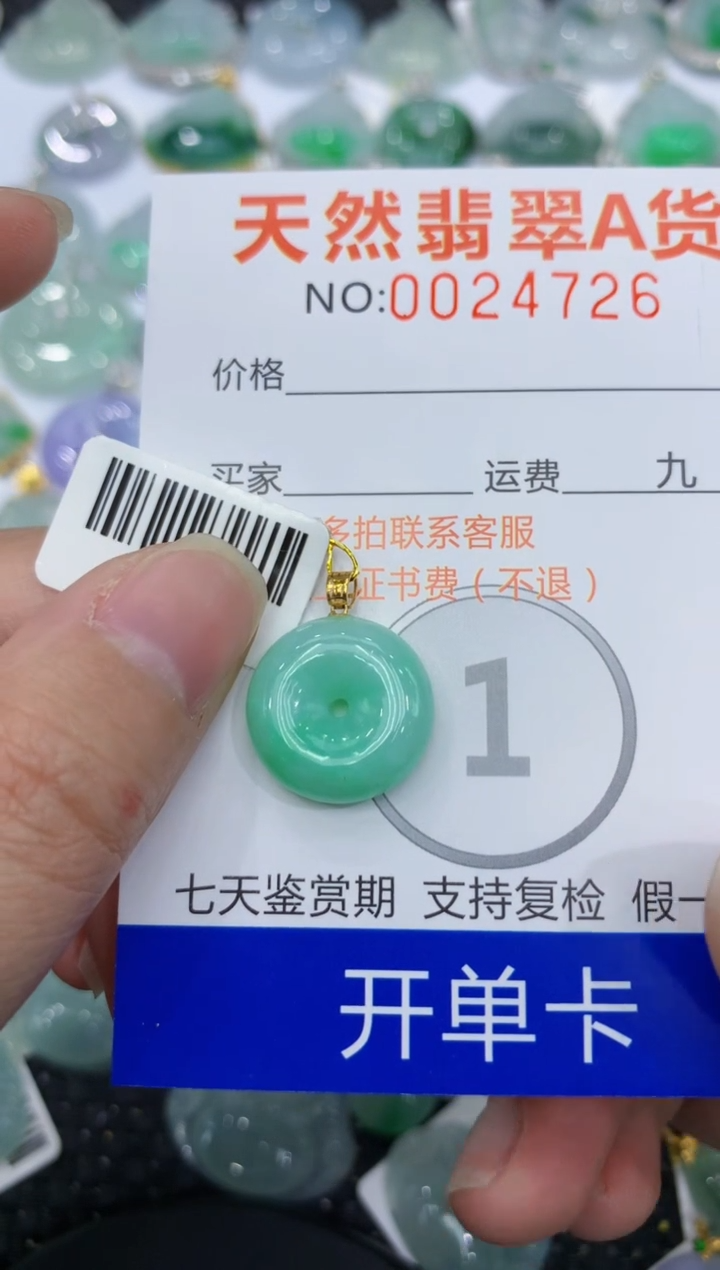 天然翡翠A货
NO:0024726
价格
买家 运费 九
多拍联系客服
证书费（不退）
1
七天鉴赏期 支持复检 假一
开单卡